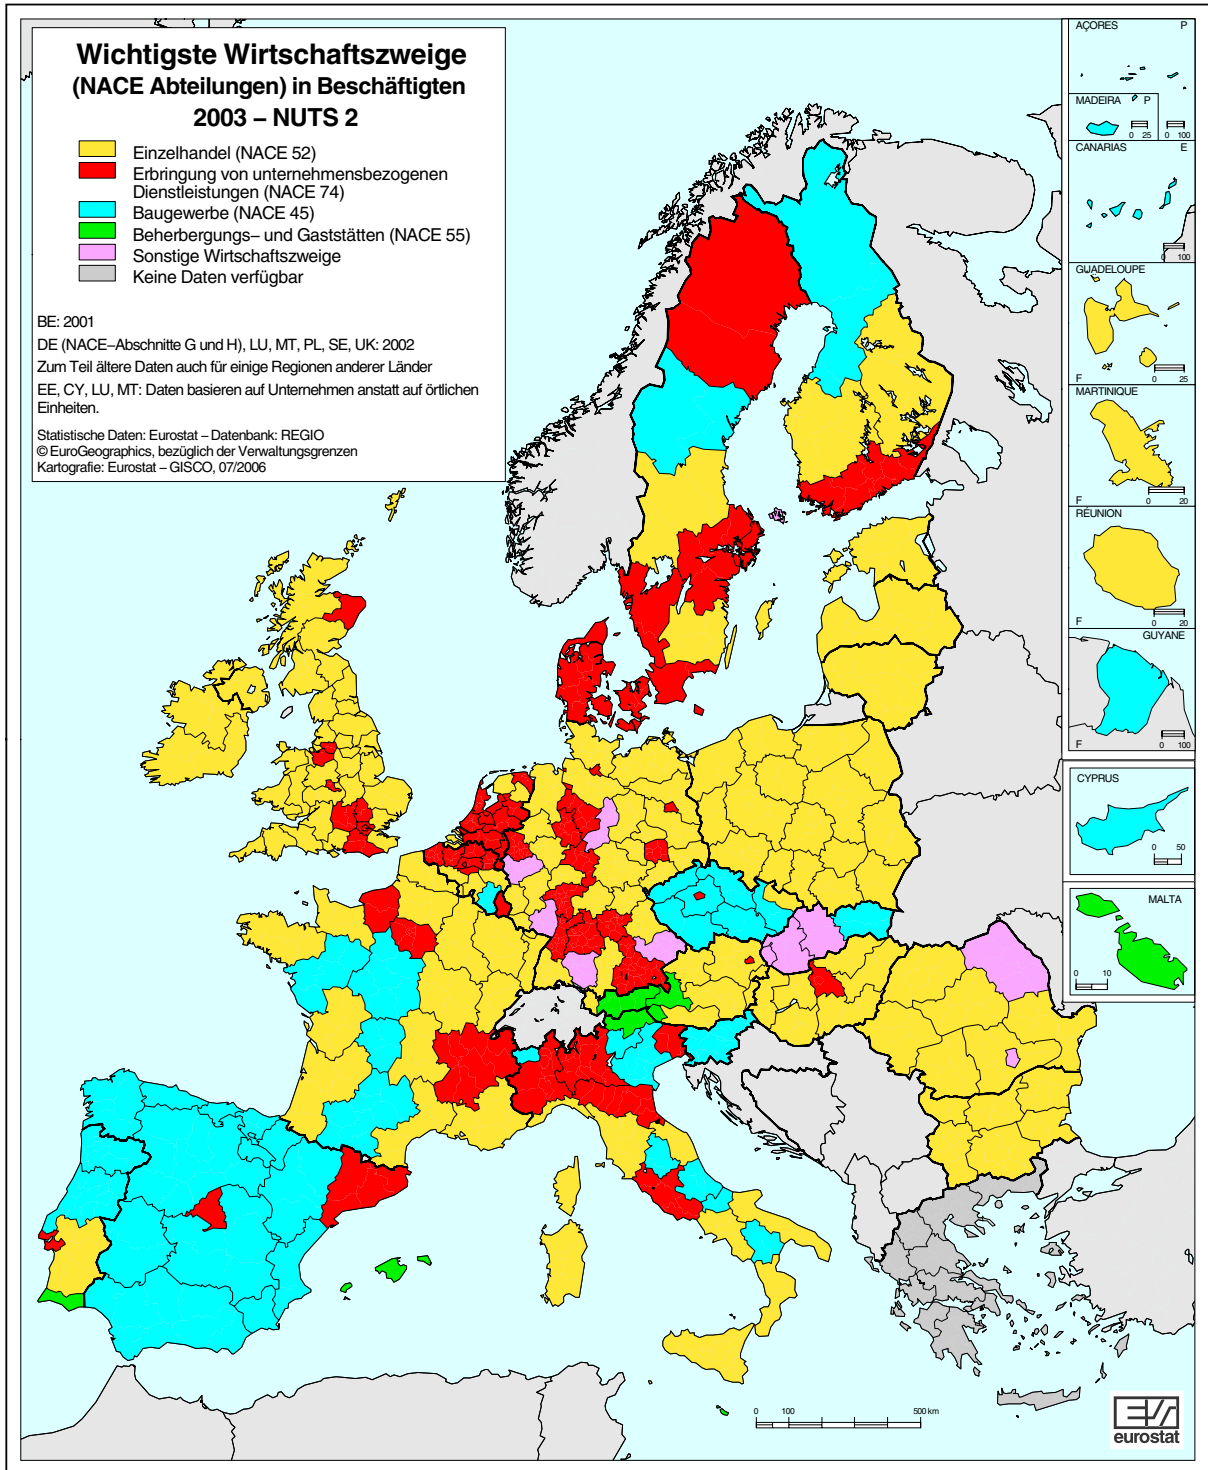 Wichtigste Wirtschaftszweige
(NACE Abteilungen) in Beschäftigten
2003 – NUTS 2
Einzelhandel (NACE 52)
Erbringung von unternehmensbezogenen
Dienstleistungen (NACE 74)
Baugewerbe (NACE 45)
Beherbergungs– und Gaststätten (NACE 55)
Sonstige Wirtschaftszweige
Keine Daten verfügbar
BE: 2001
DE (NACE–Abschnitte G und H), LU, MT, PL, SE, UK: 2002
Zum Teil ältere Daten auch für einige Regionen anderer Länder
EE, CY, LU, MT: Daten basieren auf Unternehmen anstatt auf örtlichen
Einheiten.
Statistische Daten: Eurostat – Datenbank: REGIO
© EuroGeographics, bezüglich der Verwaltungsgrenzen
Kartografie: Eurostat – GISCO, 07/2006
AÇORES P
MADEIRA P
0 25 0 100
CANARIAS E
0 100
GUADELOUPE
F 0 25
MARTINIQUE
F 0 20
RÉUNION
F 0 20
GUYANE
F 0 100
CYPRUS
0 50
MALTA
0 10
0 100 500 km
eurostat